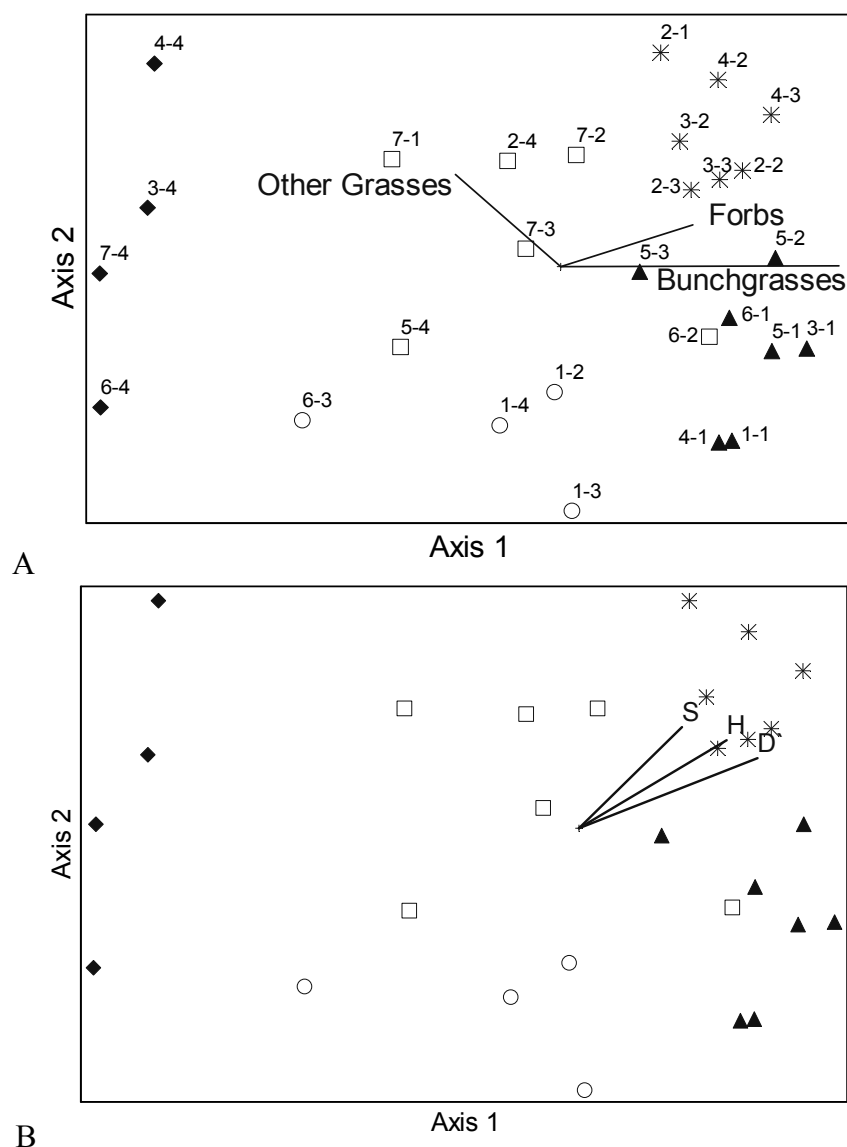 4-4
2-1
4-2
4-3
7-1
2-4
7-2
3-2
Other Grasses
3-3
2-2
3-4
2-3
Forbs
7-3
5-2
7-4
5-3
Bunchgrasses
6-1
5-4
6-2
5-1
3-1
6-4
1-2
6-3
1-4
4-1
1-1
1-3
Axis 2
Axis 1
A
S
H
D`
Axis 2
Axis 1
B